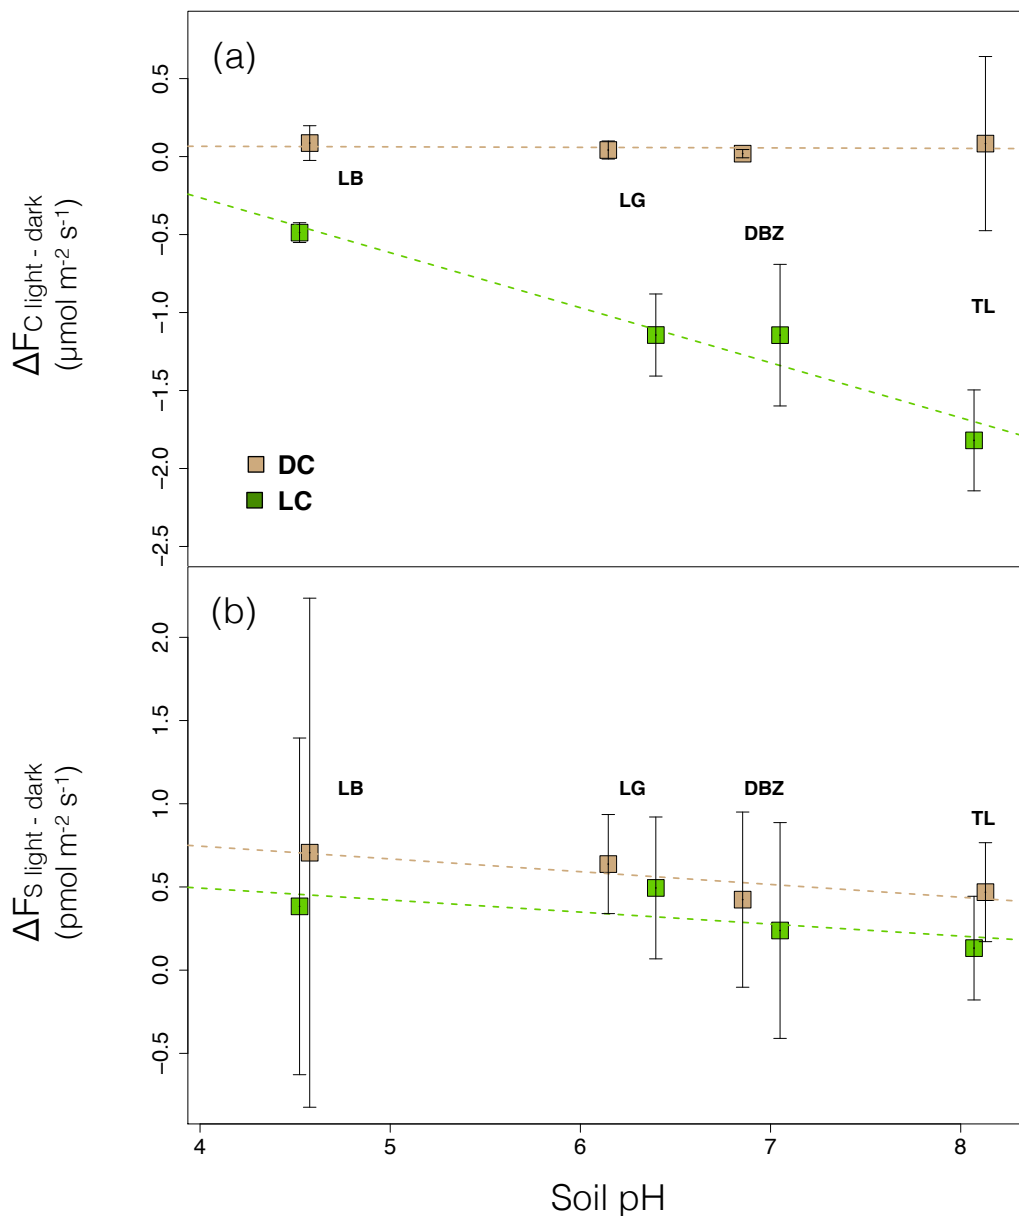 (a)
0.5
0.0
−0.5
−1.0
−1.5
−2.0
−2.5
ΔFC light - dark
(μmol m-2 s-1)
LB
LG
DBZ
TL
DC
LC
(b)
2.0
1.5
1.0
0.5
0.0
−0.5
ΔFS light - dark
(pmol m-2 s-1)
LB
LG
DBZ
TL
4 5 6 7 8
Soil pH